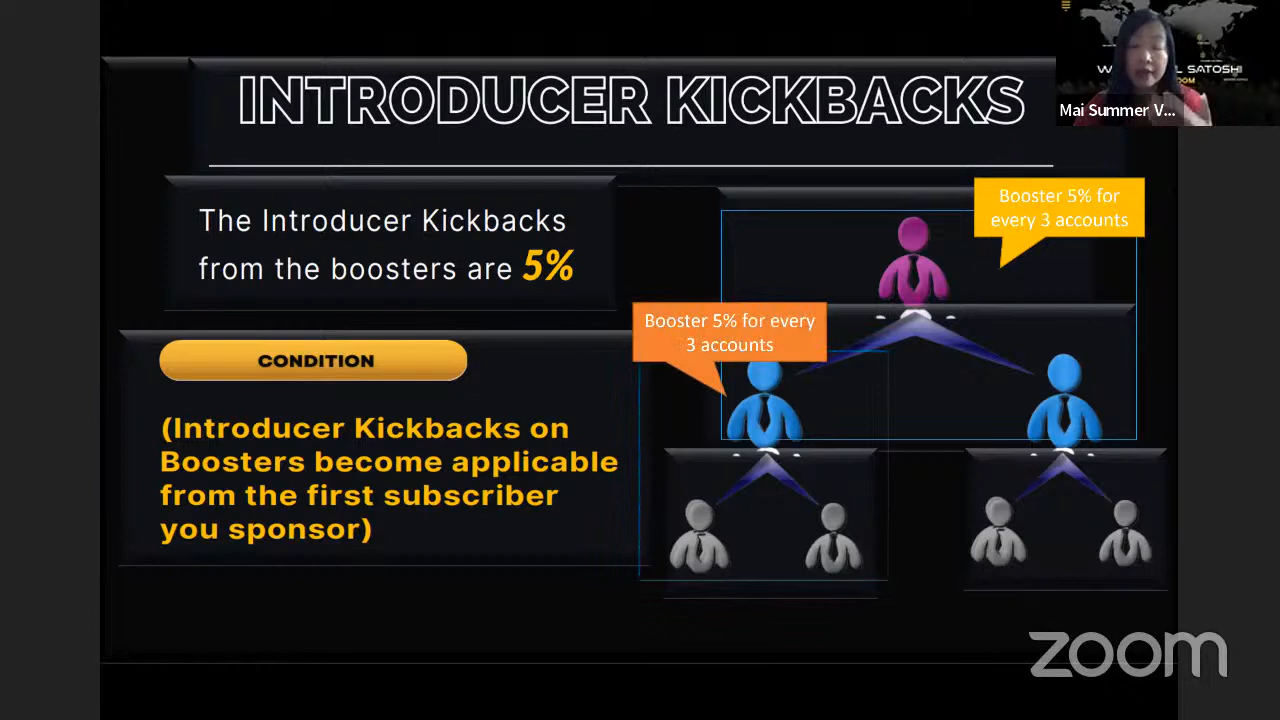 INTRODUCER KICKBACKS
SATOSHI
Mai Summer V...
The Introducer Kickbacks
from the boosters are 5%
Booster 5% for
every 3 accounts
Booster 5% for every
3 accounts
CONDITION
(Introducer Kickbacks on
Boosters become applicable
from the first subscriber
you sponsor)
zoom